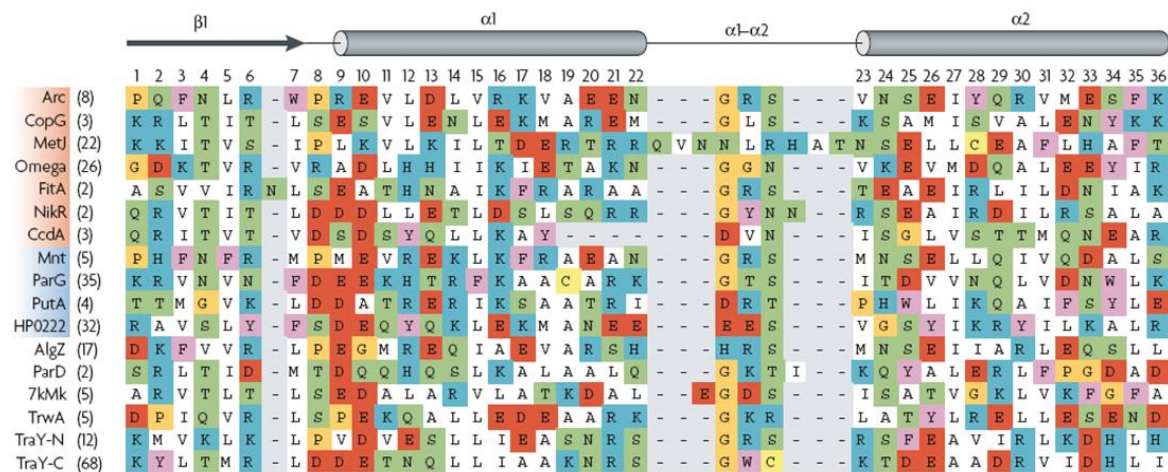 β1 α1 α1–α2 α2
1 2 3 4 5 6 7 8 9 10 11 12 13 14 15 16 17 18 19 20 21 22 23 24 25 26 27 28 29 30 31 32 33 34 35 36
Arc (8) P Q F N L R - W P R E V L D L V R K V A E E N - - - G R S - - - V N S E I Y Q R V M E S F K
CopG (3) K R L T I T - L S E S V L E N L E K M A R E M - - - G L S - - - K S A M I S V A L E N Y K K
MetJ (22) K K I T V S - I P L K V L K I L T D E R T R R Q V N N L R H A T N S E L L C E A F L H A F T
Omega (26) G D K T V R - V R A D L H H I I K I E T A K N - - - G G N - - - V K E V M D Q A L E E Y I R
FitA (2) A S V V I R N L S E A T H N A I K F R A R A A - - - G R S - - - T E A E I R L I L D N I A K
NikR (2) Q R V T I T - L D D D L L E T L D S L S Q R R - - - G Y N N - - R S E A I R D I L R S A L A
CcdA (3) Q R I T V T - V D S D S Y Q L L K A Y - - - - - - - D V N - - - I S G L V S T T M Q N E A R
Mnt (5) P H F N F R - M P M E V R E K L K F R A E A N - - - G R S - - - M N S E L L Q I V Q D A L S
ParG (35) K R V N V N - F D E E K H T R F K A A C A R K - - - G T S - - - I T D V V N Q L V D N W L K
PutA (4) T T M G V K - L D D A T R E R I K S A A T R I - - - D R T - - - P H W L I K Q A I F S Y L E
HP0222 (32) R A V S L Y - F S D E Q Y Q K L E K M A N E E - - - E E S - - - V G S Y I K R Y I L K A L R
AlgZ (17) D K F V V R - L P E G M R E Q I A E V A R S H - - - H R S - - - M N S E I I A R L E Q S L L
ParD (2) S R L T I D - M T D Q Q H Q S L K A L A A L Q - - - G K T I - - K Q Y A L E R L F P G D A D
7kMk (5) A R V T L T - L S E D A L A R V L A T K D A L - - E G D S - - - I S A T V G K L V K F G F A
TrwA (5) D P I Q V R - L S P E K Q A L L E D E A A R K - - - G K R - - - L A T Y L R E L L E S E N D
TraY-N (12) K M V K L K - L P V D V E S L L I E A S N R S - - - G R S - - - R S F E A V I R L K D H L H
TraY-C (68) K Y L T M R - L D D E T N Q L L I A A K N R S - - - G W C - - - K T D E A A D R V I D H L I